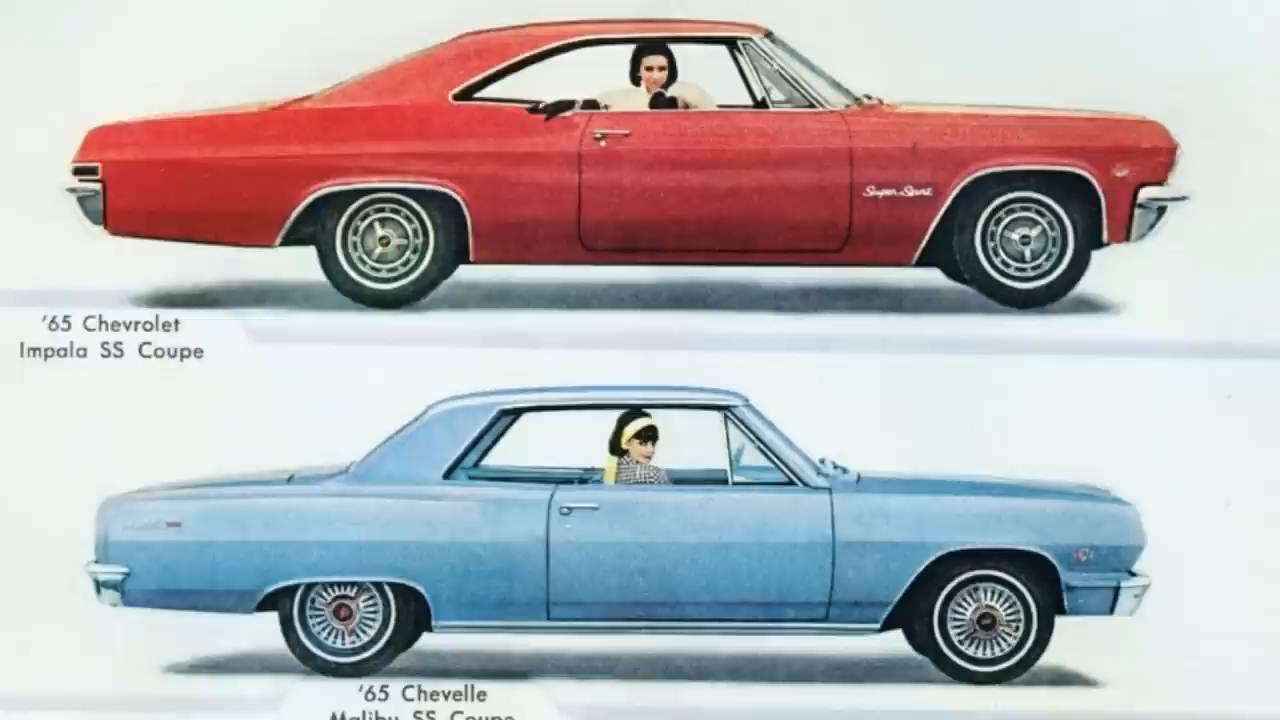 Super Sport
'65 Chevrolet
Impala SS Coupe
'65 Chevelle
Malibu SS Coupe